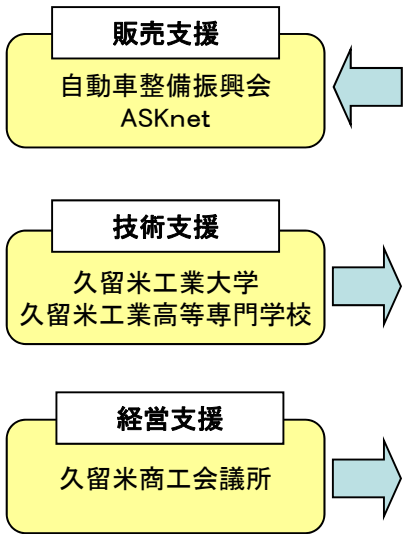 販売支援
自動車整備振興会
ASKnet
技術支援
久留米工業大学
久留米工業高等専門学校
経営支援
久留米商工会議所